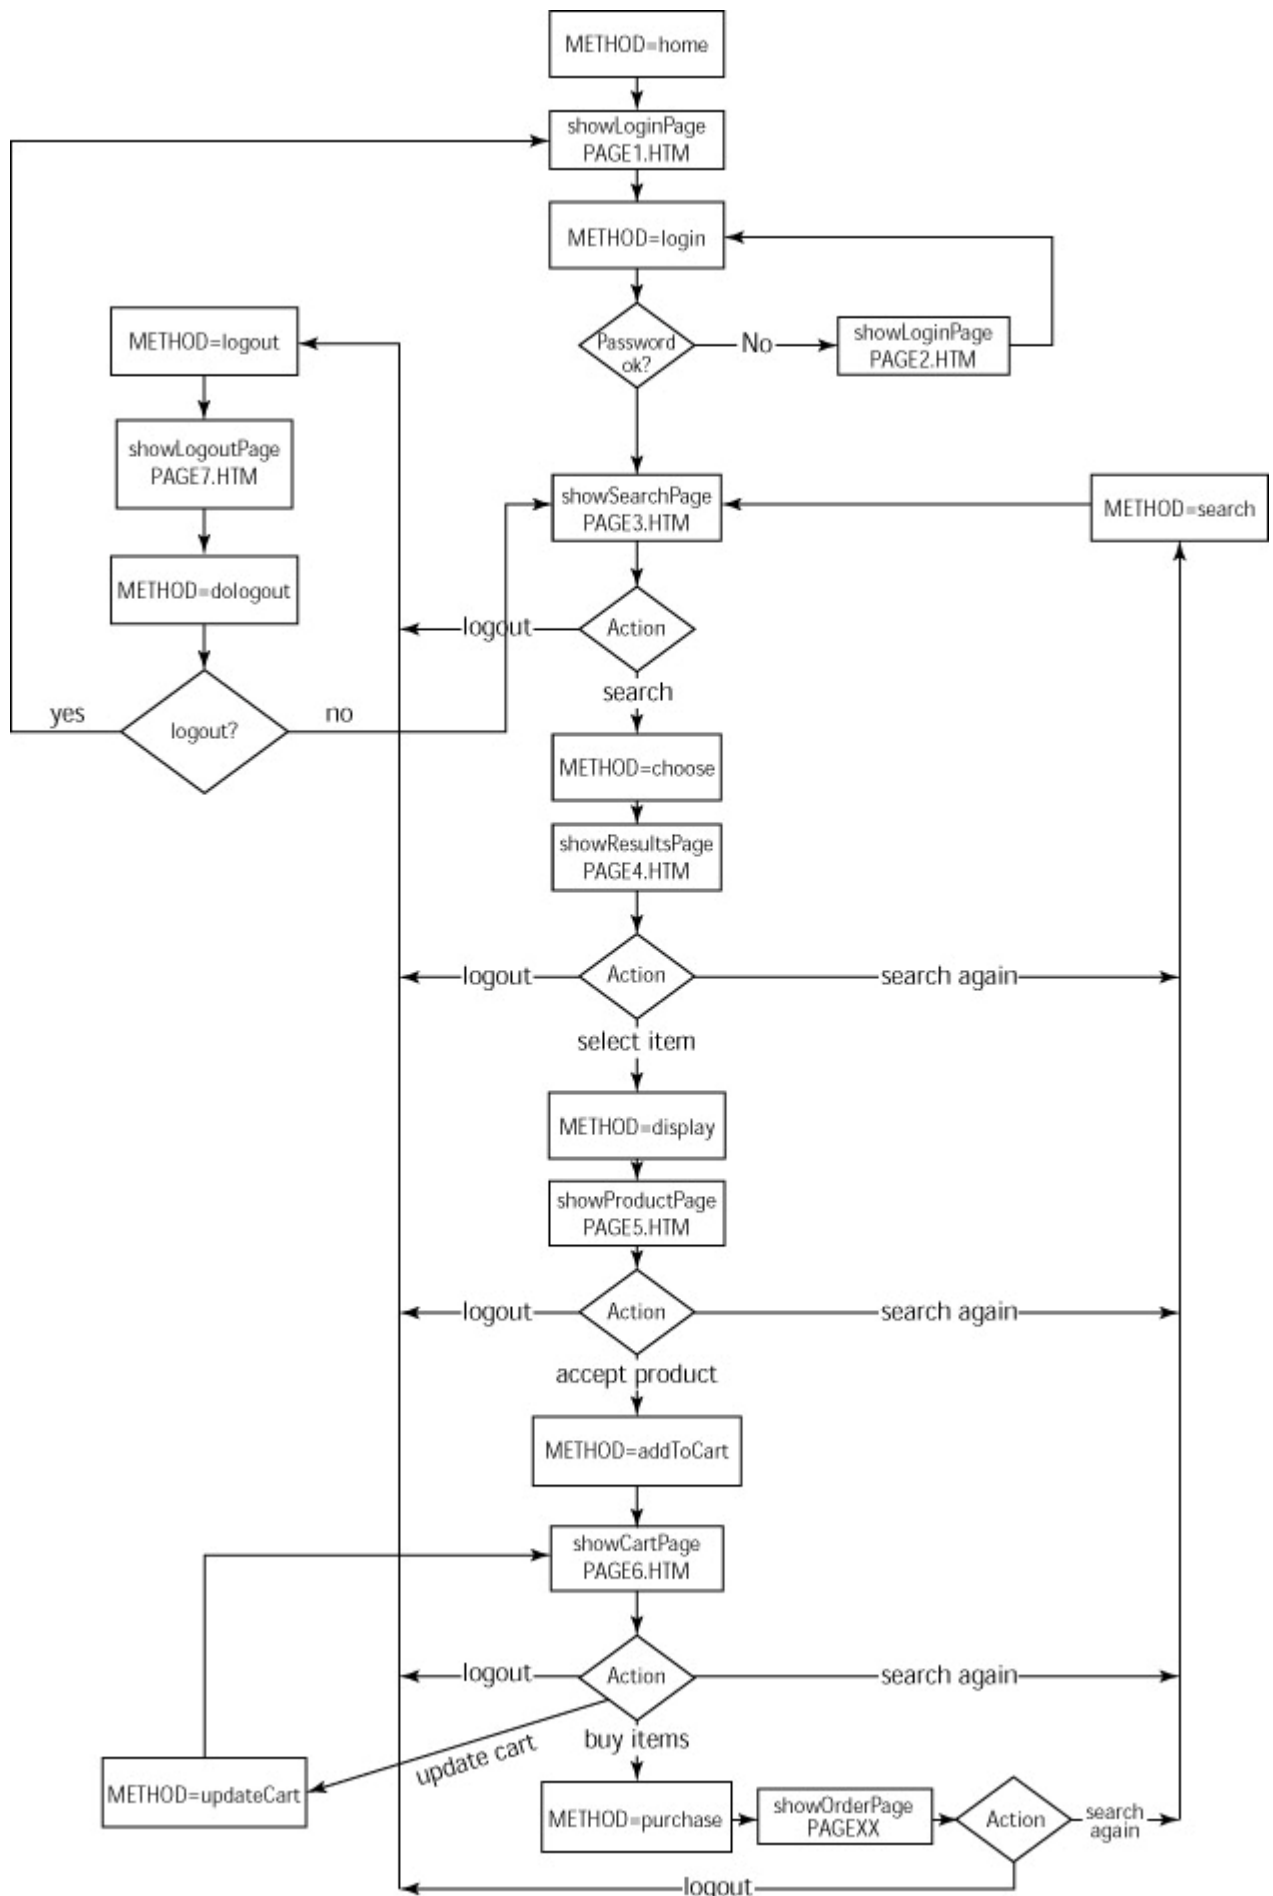 METHOD=home
showLoginPage
PAGE1.HTM
METHOD=login
Password
ok?
No
showLoginPage
PAGE2.HTM
METHOD=logout
showLogoutPage
PAGE7.HTM
METHOD=dologout
logout?
yes
no
showSearchPage
PAGE3.HTM
METHOD=search
Action
logout
search
METHOD=choose
showResultsPage
PAGE4.HTM
logout
Action
search again
select item
METHOD=display
showProductPage
PAGE5.HTM
logout
Action
search again
accept product
METHOD=addToCart
showCartPage
PAGE6.HTM
logout
Action
search again
update cart
buy items
METHOD=updateCart
METHOD=purchase
showOrderPage
PAGEXX
Action
search
again
logout